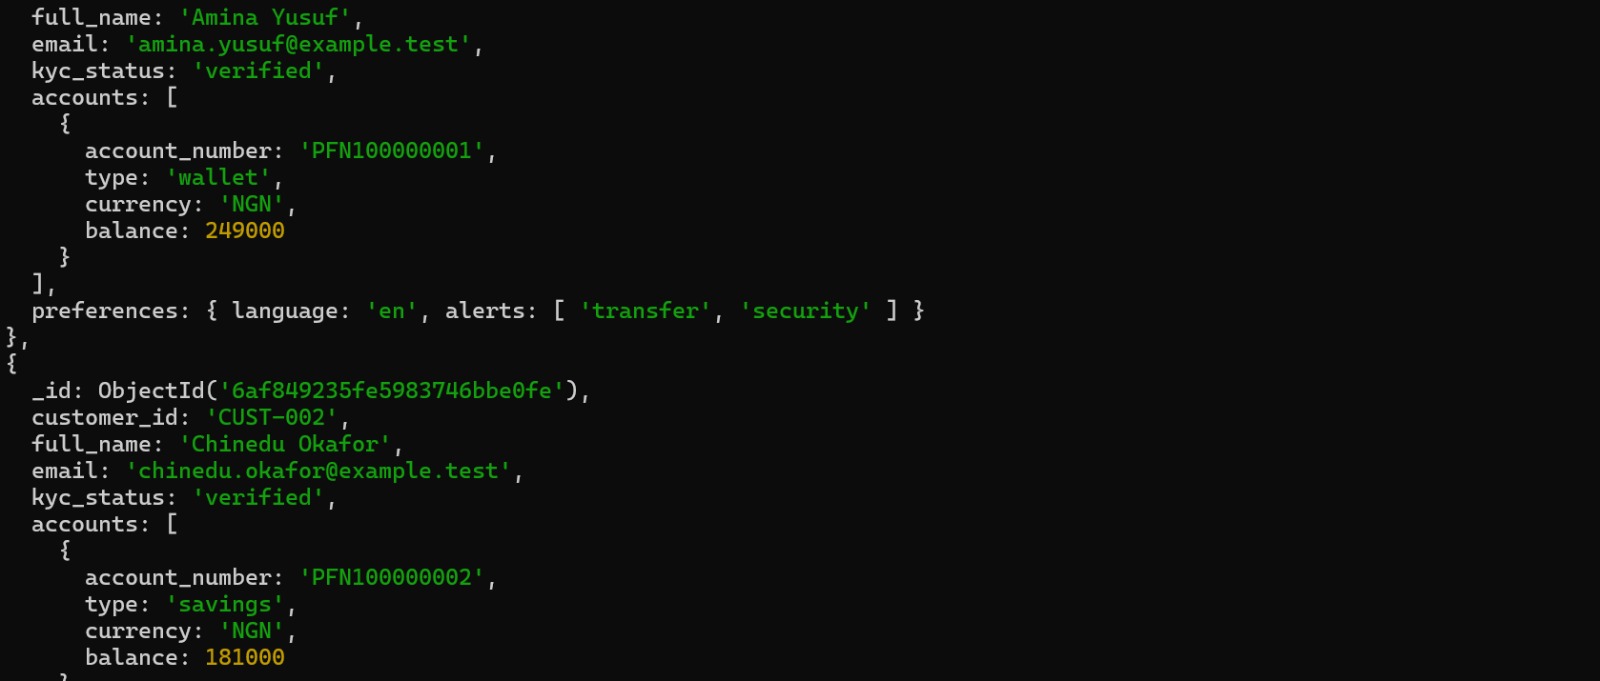 full_name: 'Amina Yusuf',
email: 'amina.yusuf@example.test',
kyc_status: 'verified',
accounts: [
{
account_number: 'PFN100000001',
type: 'wallet',
currency: 'NGN',
balance: 249000
}
],
preferences: { language: 'en', alerts: [ 'transfer', 'security' ] }
},
{
_id: ObjectId('6af849235fe5983746bbe0fe'),
customer_id: 'CUST-002',
full_name: 'Chinedu Okafor',
email: 'chinedu.okafor@example.test',
kyc_status: 'verified',
accounts: [
{
account_number: 'PFN100000002',
type: 'savings',
currency: 'NGN',
balance: 181000
}